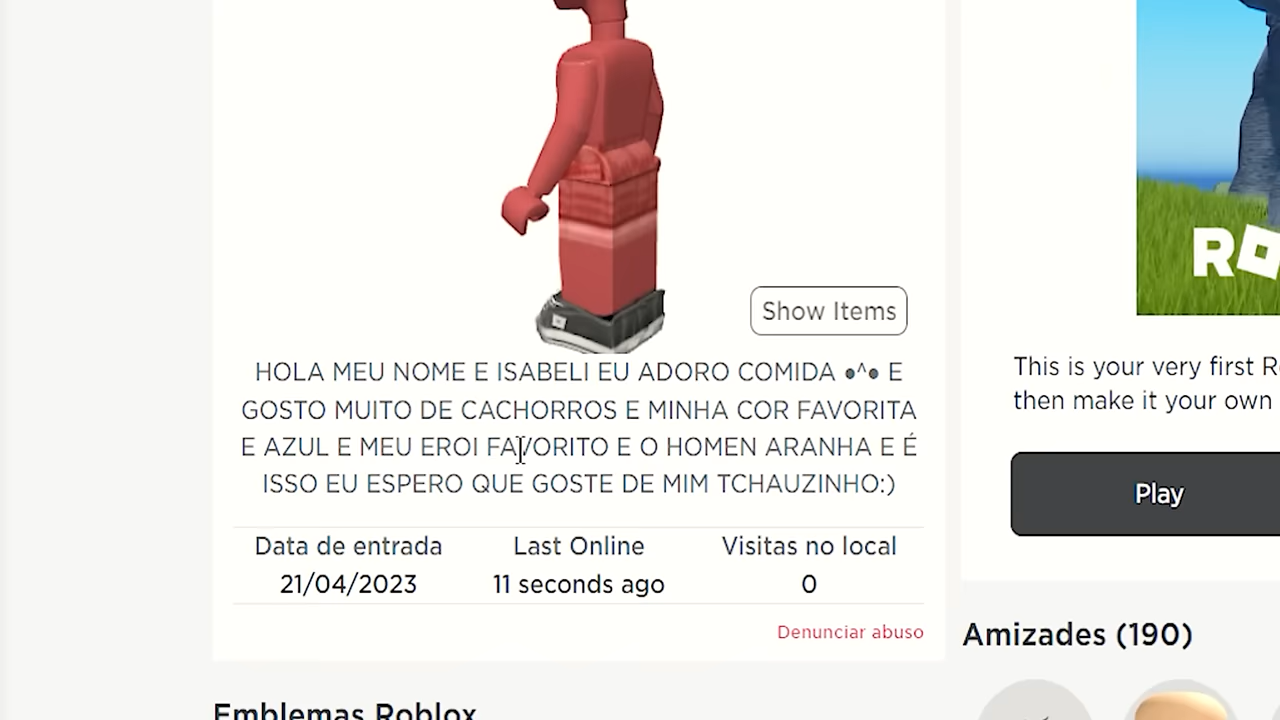 Show Items
HOLA MEU NOME E ISABELI EU ADORO COMIDA •^• E
GOSTO MUITO DE CACHORROS E MINHA COR FAVORITA
E AZUL E MEU EROI FAVORITO E O HOMEN ARANHA E É
ISSO EU ESPERO QUE GOSTE DE MIM TCHAUZINHO:)
Data de entrada
Last Online
Visitas no local
21/04/2023
11 seconds ago
0
Denunciar abuso
Emblemas Roblox
This is your very first R
then make it your own
Play
Amizades (190)